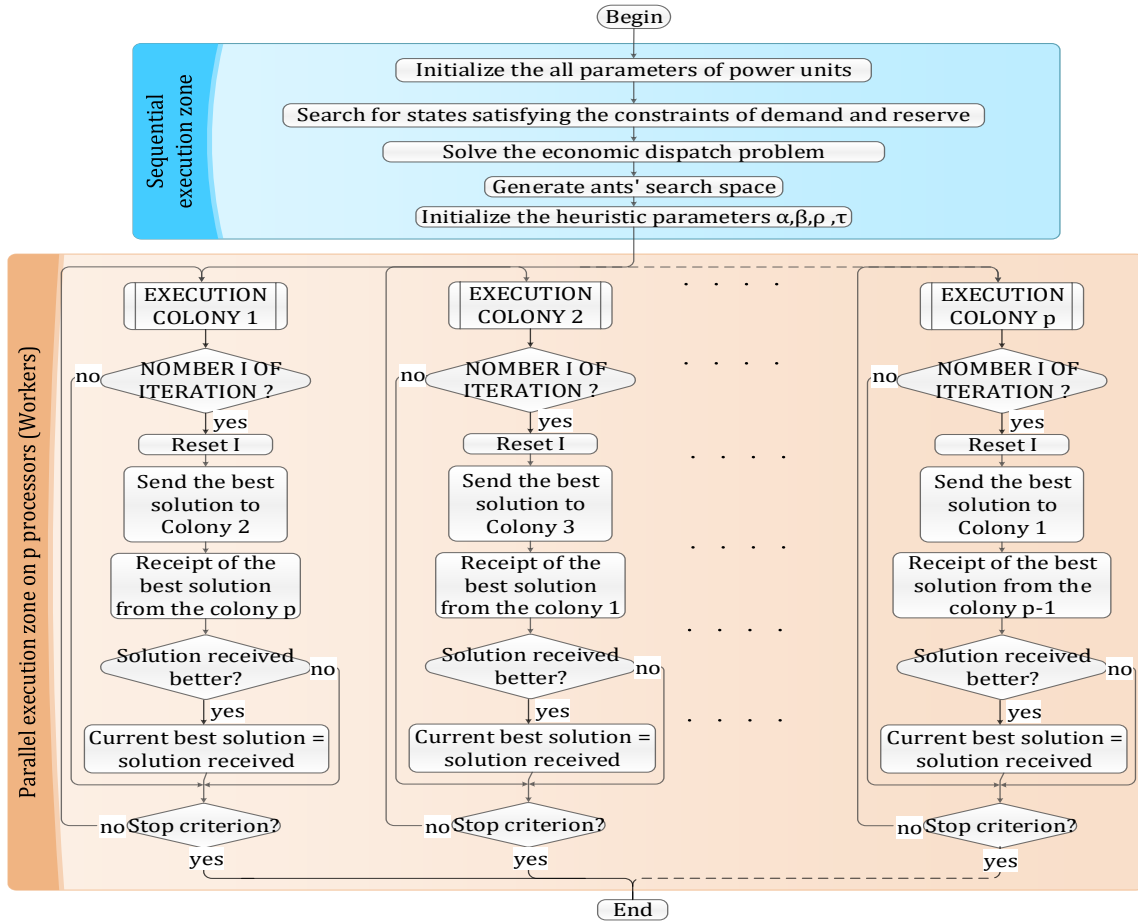 Begin
Sequential
execution zone
Initialize the all parameters of power units
Search for states satisfying the constraints of demand and reserve
Solve the economic dispatch problem
Generate ants' search space
Initialize the heuristic parameters α,β,ρ ,τ
Parallel execution zone on p processors (Workers)
EXECUTION
COLONY 1
NOMBER I OF
ITERATION ?
no
yes
Reset I
Send the best
solution to
Colony 2
Receipt of the
best solution
from the colony p
Solution received
better?
no
yes
Current best solution =
solution received
no
Stop criterion?
yes
EXECUTION
COLONY 2
NOMBER I OF
ITERATION ?
no
yes
Reset I
Send the best
solution to
Colony 3
Receipt of the
best solution
from the colony 1
Solution received
better?
no
yes
Current best solution =
solution received
no
Stop criterion?
yes
. . . .
. . . .
. . . .
. . . .
. . . .
. . . .
EXECUTION
COLONY p
NOMBER I OF
ITERATION ?
no
yes
Reset I
Send the best
solution to
Colony 1
Receipt of the best
solution from the
colony p-1
Solution received
better?
no
yes
Current best solution =
solution received
no
Stop criterion?
yes
End